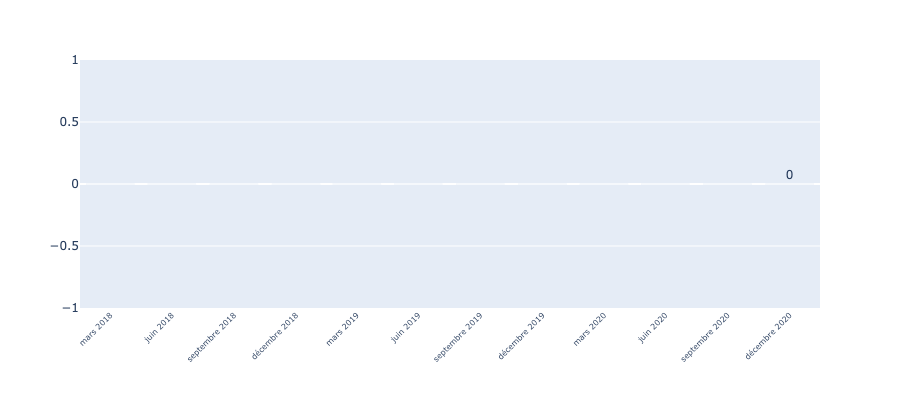 1
0.5
0
0
−0.5
−1
mars 2018
juin 2018
septembre 2018
décembre 2018
mars 2019
juin 2019
septembre 2019
décembre 2019
mars 2020
juin 2020
septembre 2020
décembre 2020